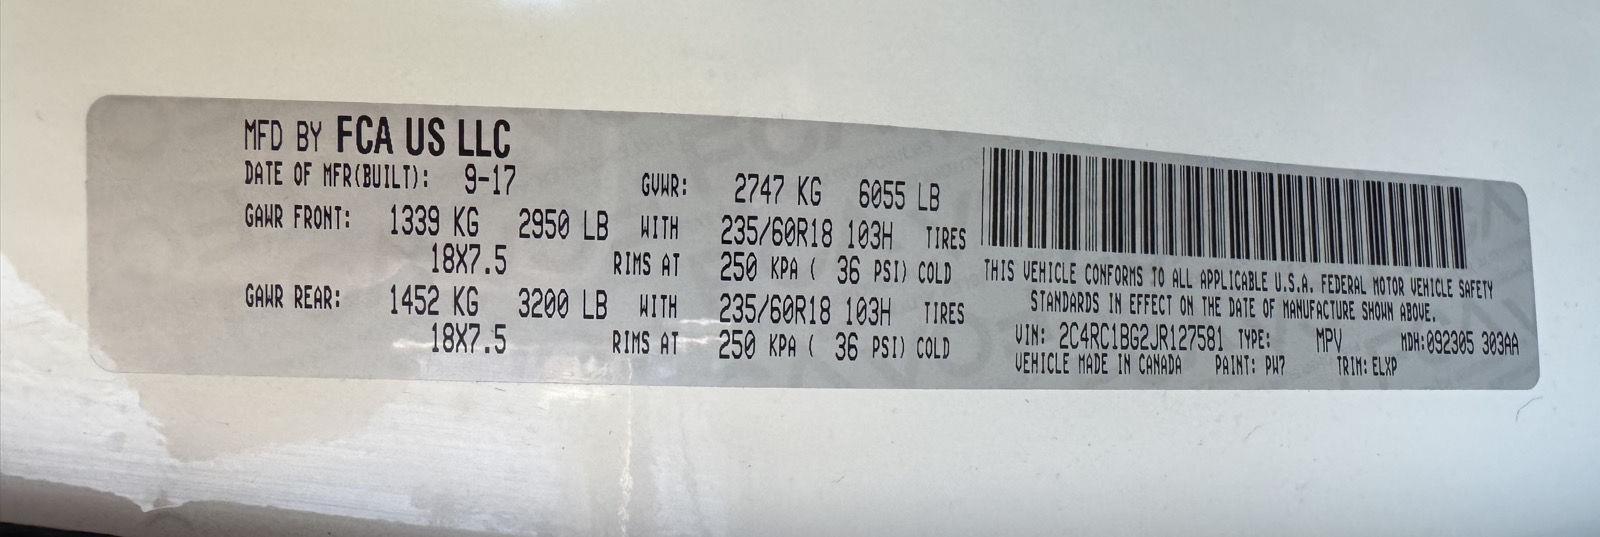 MFD BY FCA US LLC
DATE OF MFR(BUILT): 9-17 GVWR: 2747 KG 6055 LB
GAWR FRONT: 1339 KG 2950 LB WITH 235/60R18 103H TIRES
18X7.5 RIMS AT 250 KPA ( 36 PSI) COLD
GAWR REAR: 1452 KG 3200 LB WITH 235/60R18 103H TIRES
18X7.5 RIMS AT 250 KPA ( 36 PSI) COLD
THIS VEHICLE CONFORMS TO ALL APPLICABLE U.S.A. FEDERAL MOTOR VEHICLE SAFETY
STANDARDS IN EFFECT ON THE DATE OF MANUFACTURE SHOWN ABOVE.
VIN: 2C4RC1BG2JR127581 TYPE: MPV MDH:092305 303AA
VEHICLE MADE IN CANADA PAINT: PW7 TRIM: ELXP